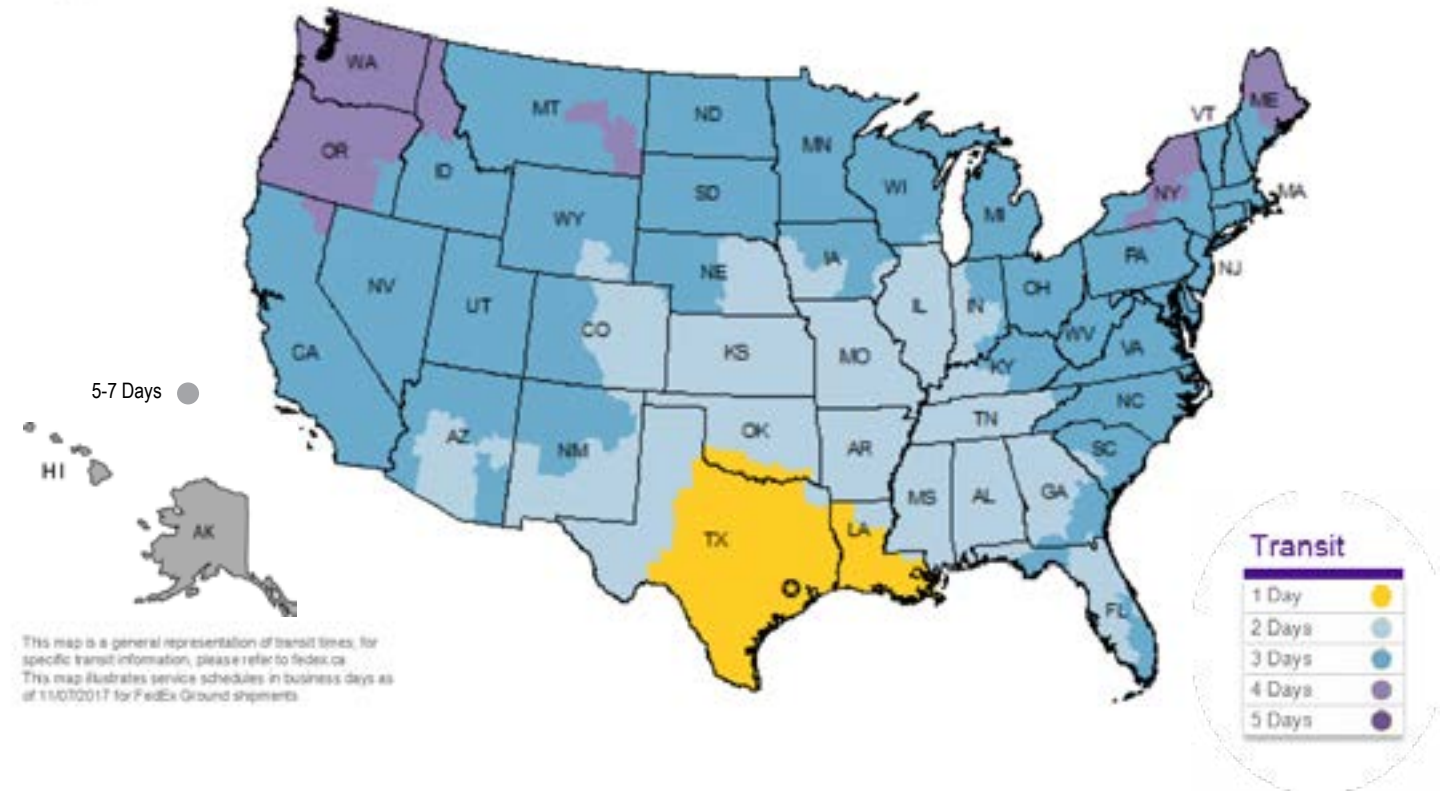 WA
MT
ND
MN
VT
ME
OR
ID
SD
WI
MI
NY
MA
WY
NE
IA
PA
NJ
NV
UT
CO
IL
IN
OH
WV
VA
CA
KS
MO
KY
NC
5-7 Days
AZ
NM
OK
AR
TN
SC
HI
MS
AL
GA
AK
TX
LA
FL
Transit
1 Day
2 Days
3 Days
4 Days
5 Days
This map is a general representation of transit times; for
specific transit information, please refer to fedex.ca
This map illustrates service schedules in business days as
of 11/07/2017 for FedEx Ground shipments